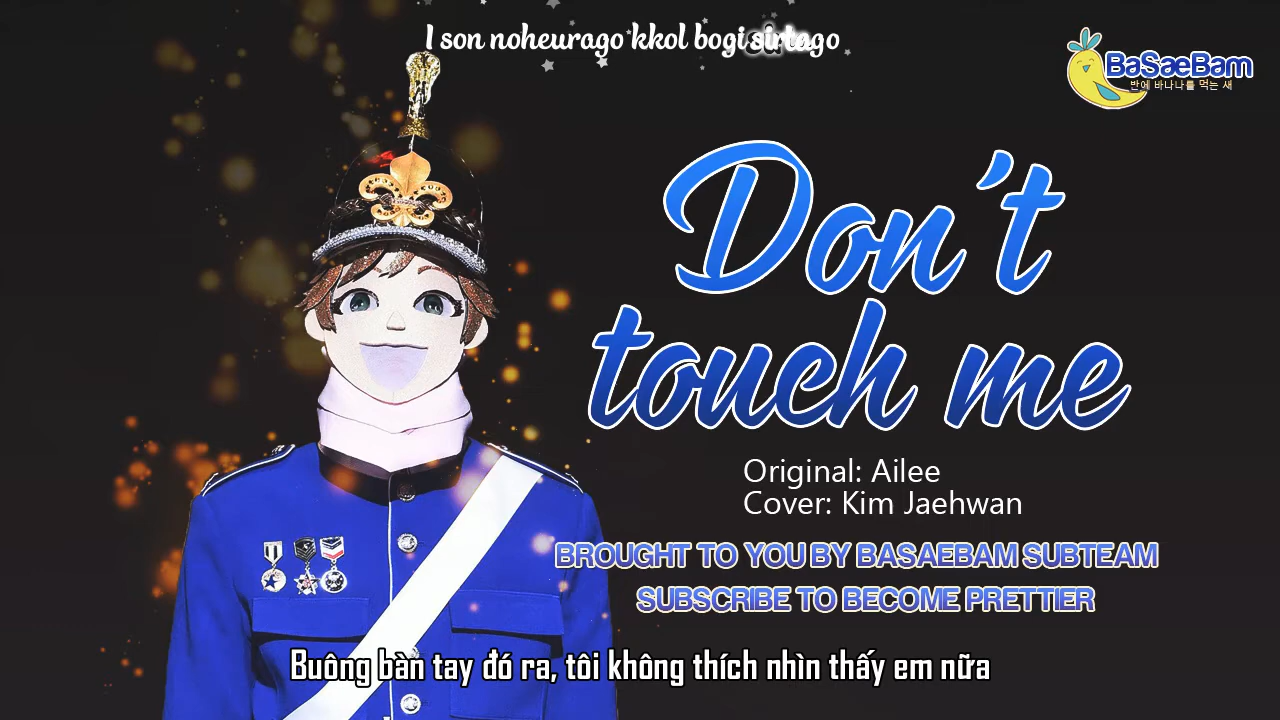 I son noheurago kkol bogi sirtago
BaSaeBam
반에 바나나를 먹는 새
Don't
touch me
Original: Ailee
Cover: Kim Jaehwan
BROUGHT TO YOU BY BASAEBAM SUBTEAM
SUBSCRIBE TO BECOME PRETTIER
Buông bàn tay đó ra, tôi không thích nhìn thấy em nữa